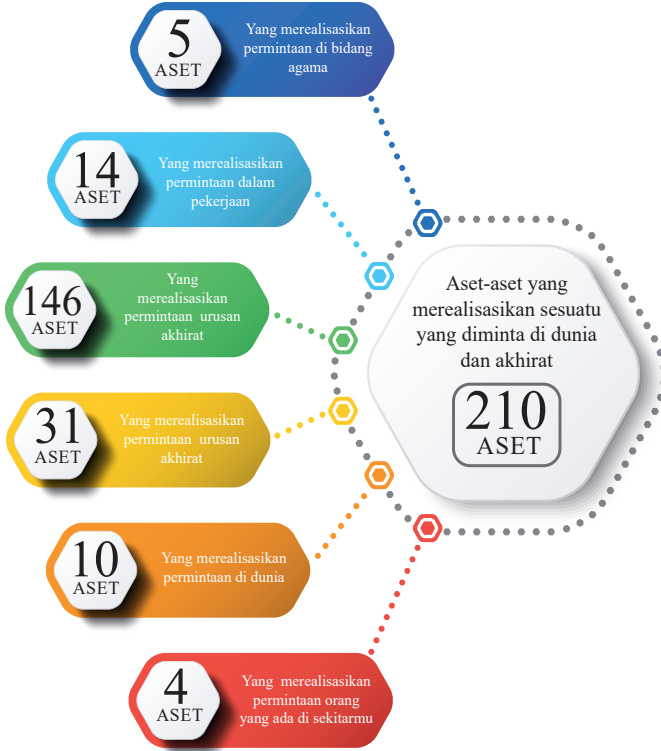 5
ASET
Yang merealisasikan
permintaan di bidang
agama
14
ASET
Yang merealisasikan
permintaan dalam
pekerjaan
146
ASET
Yang
merealisasikan
permintaan urusan
akhirat
31
ASET
Yang merealisasikan
permintaan urusan
akhirat
10
ASET
Yang merealisasikan
permintaan di dunia
4
ASET
Yang merealisasikan
permintaan orang
yang ada di sekitarmu
Aset-aset yang
merealisasikan sesuatu
yang diminta di dunia
dan akhirat
210
ASET